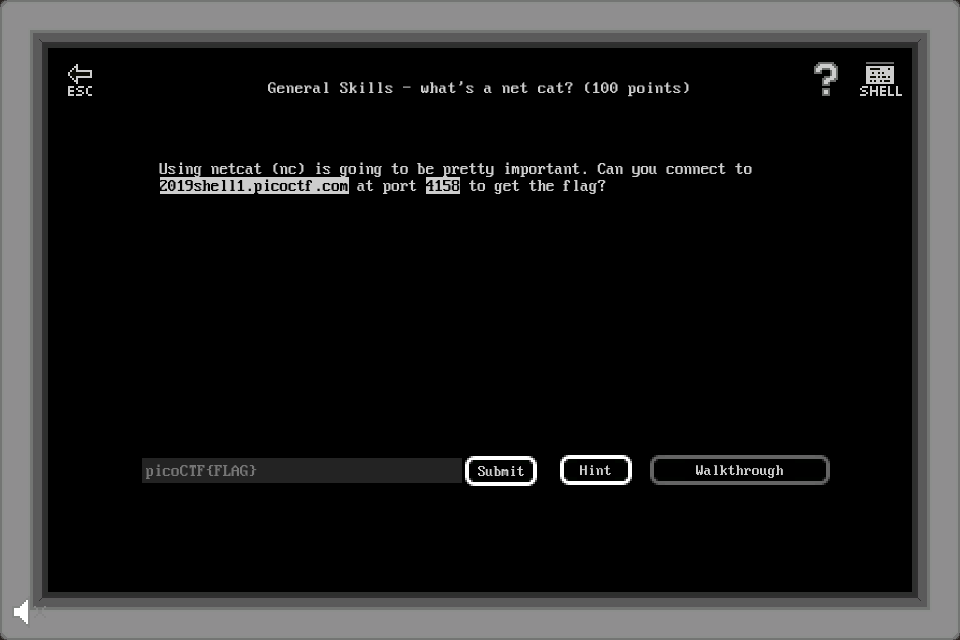 ESC
General Skills - what's a net cat? (100 points)
?
SHELL
Using netcat (nc) is going to be pretty important. Can you connect to
2019shell1.picoctf.com at port 4158 to get the flag?
picoCTF{FLAG}
Submit
Hint
Walkthrough